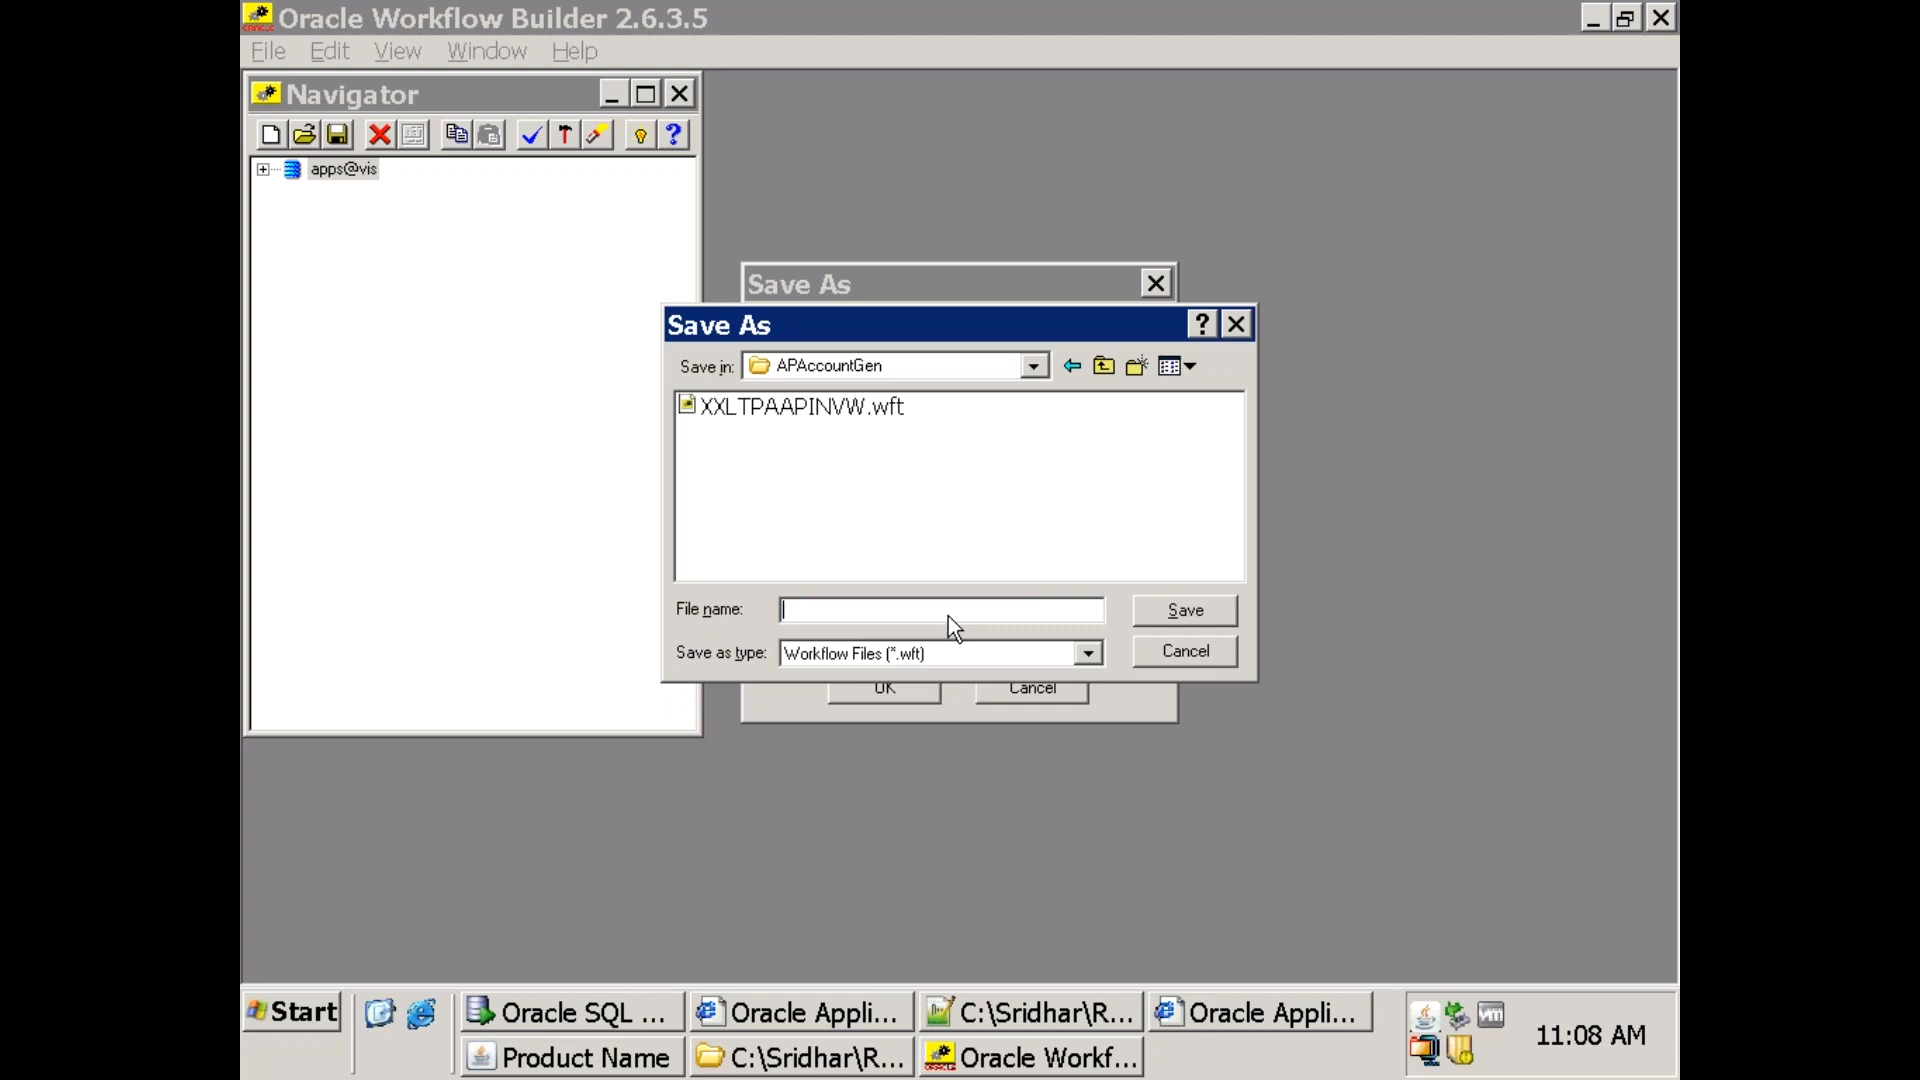 Oracle Workflow Builder 2.6.3.5
File Edit View Window Help
Navigator
apps@vis
Save As
Save As
Save in: APAccountGen
XXLTPAAPINVW.wft
File name: Save
Save as type: Workflow Files (*.wft) Cancel
OK Cancel
Start Oracle SQL ... Oracle Appli... C:\Sridhar\R... Oracle Appli...
Product Name C:\Sridhar\R... Oracle Workf...
11:08 AM